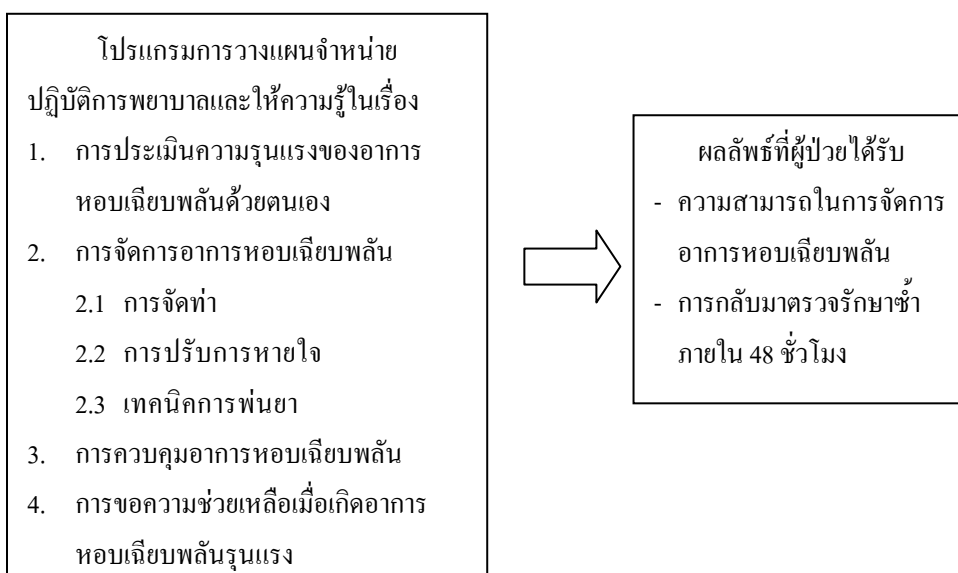 โปรแกรมการวางแผนจำหน่าย
ปฏิบัติการพยาบาลและให้ความรู้ในเรื่อง
1. การประเมินความรุนแรงของอาการ
หอบเฉียบพลันด้วยตนเอง
2. การจัดการอาการหอบเฉียบพลัน
2.1 การจัดท่า
2.2 การปรับการหายใจ
2.3 เทคนิคการพ่นยา
3. การควบคุมอาการหอบเฉียบพลัน
4. การขอความช่วยเหลือเมื่อเกิดอาการ
หอบเฉียบพลันรุนแรง
ผลลัพธ์ที่ผู้ป่วยได้รับ
- ความสามารถในการจัดการ
อาการหอบเฉียบพลัน
- การกลับมาตรวจรักษาซ้ำ
ภายใน 48 ชั่วโมง